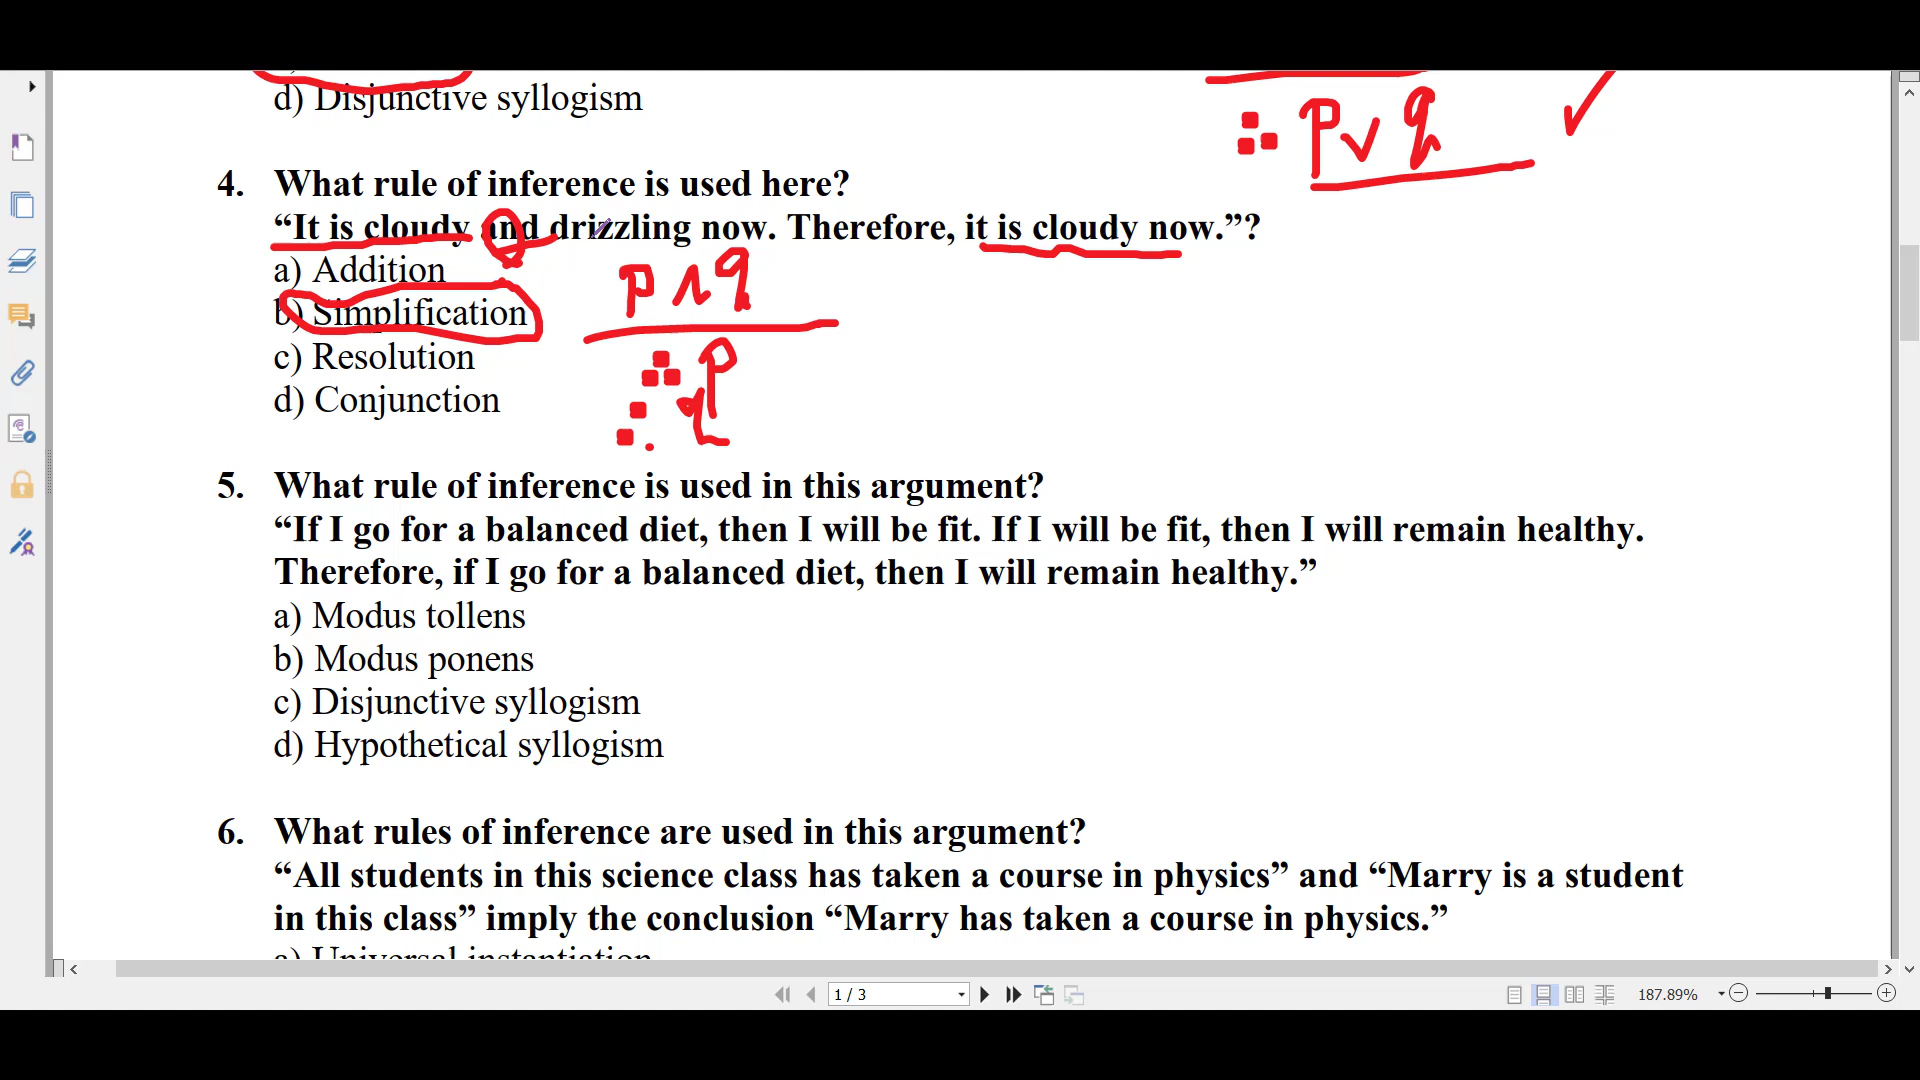 d) Disjunctive syllogism
∴ p∨q
4. What rule of inference is used here?
“It is cloudy and drizzling now. Therefore, it is cloudy now.”?
a) Addition
b) Simplification
c) Resolution
d) Conjunction
p ∧ q
∴ p
∴ q
5. What rule of inference is used in this argument?
“If I go for a balanced diet, then I will be fit. If I will be fit, then I will remain healthy.
Therefore, if I go for a balanced diet, then I will remain healthy.”
a) Modus tollens
b) Modus ponens
c) Disjunctive syllogism
d) Hypothetical syllogism
6. What rules of inference are used in this argument?
“All students in this science class has taken a course in physics” and “Marry is a student
in this class” imply the conclusion “Marry has taken a course in physics.”
a) Universal instantiation
1 / 3
187.89%